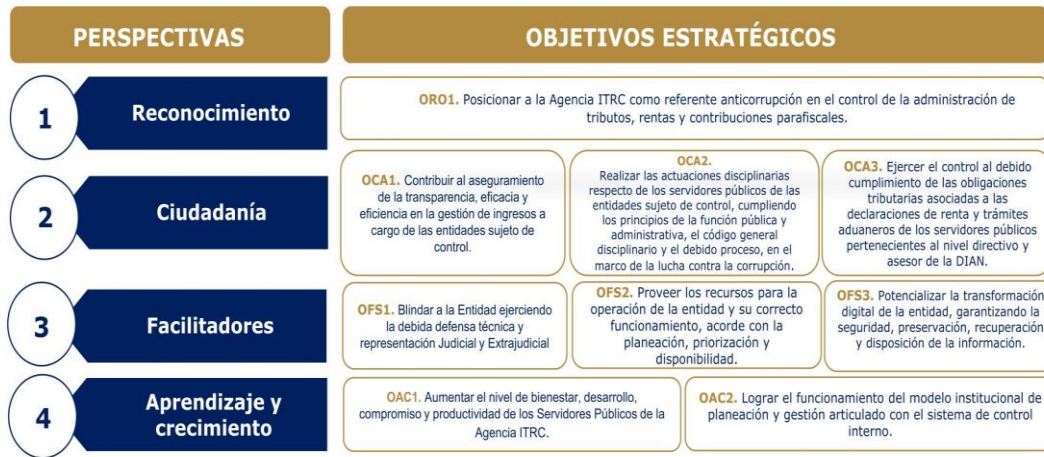 PERSPECTIVAS
OBJETIVOS ESTRATÉGICOS
1
Reconocimiento
ORO1. Posicionar a la Agencia ITRC como referente anticorrupción en el control de la administración de
tributos, rentas y contribuciones parafiscales.
2
Ciudadanía
OCA1. Contribuir al aseguramiento
de la transparencia, eficacia y
eficiencia en la gestión de ingresos a
cargo de las entidades sujeto de
control.
OCA2.
Realizar las actuaciones disciplinarias
respecto de los servidores públicos de las
entidades sujeto de control, cumpliendo
los principios de la función pública y
administrativa, el código general
disciplinario y el debido proceso, en el
marco de la lucha contra la corrupción.
OCA3. Ejercer el control al debido
cumplimiento de las obligaciones
tributarias asociadas a las
declaraciones de renta y trámites
aduaneros de los servidores públicos
pertenecientes al nivel directivo y
asesor de la DIAN.
3
Facilitadores
OFS1. Blindar a la Entidad ejerciendo
la debida defensa técnica y
representación Judicial y Extrajudicial
OFS2. Proveer los recursos para la
operación de la entidad y su correcto
funcionamiento, acorde con la
planeación, priorización y
disponibilidad.
OFS3. Potencializar la transformación
digital de la entidad, garantizando la
seguridad, preservación, recuperación
y disposición de la información.
4
Aprendizaje y
crecimiento
OAC1. Aumentar el nivel de bienestar, desarrollo,
compromiso y productividad de los Servidores Públicos de la
Agencia ITRC.
OAC2. Lograr el funcionamiento del modelo institucional de
planeación y gestión articulado con el sistema de control
interno.